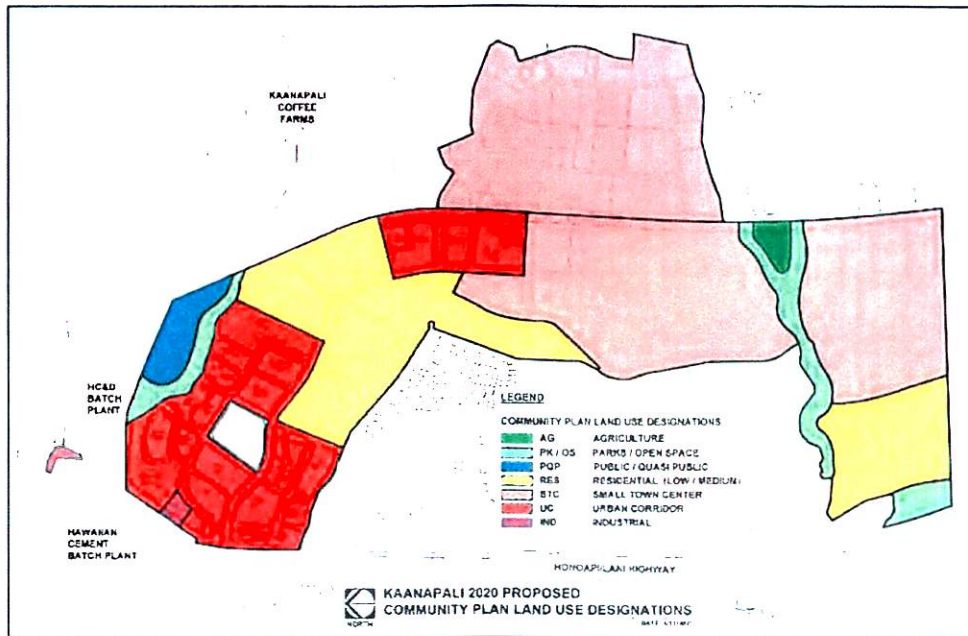 KAANAPALI
COFFEE
FARMS
HC&D
BATCH
PLANT
HAWAIIAN
CEMENT
BATCH PLANT
LEGEND
COMMUNITY PLAN LAND USE DESIGNATIONS
AG AGRICULTURE
PK / OS PARKS / OPEN SPACE
PQP PUBLIC / QUASI PUBLIC
RES RESIDENTIAL (LOW / MEDIUM)
STC SMALL TOWN CENTER
UC URBAN CORRIDOR
IND INDUSTRIAL
HONOAPIILANI HIGHWAY
NORTH
KAANAPALI 2020 PROPOSED
COMMUNITY PLAN LAND USE DESIGNATIONS
DATE